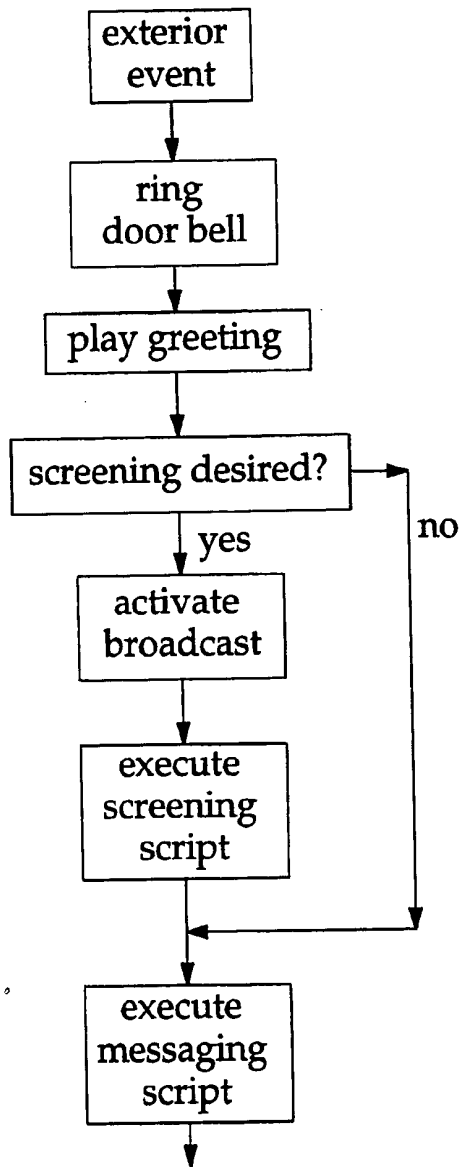 exterior
event
ring
door bell
play greeting
screening desired?
no
yes
activate
broadcast
execute
screening
script
execute
messaging
script